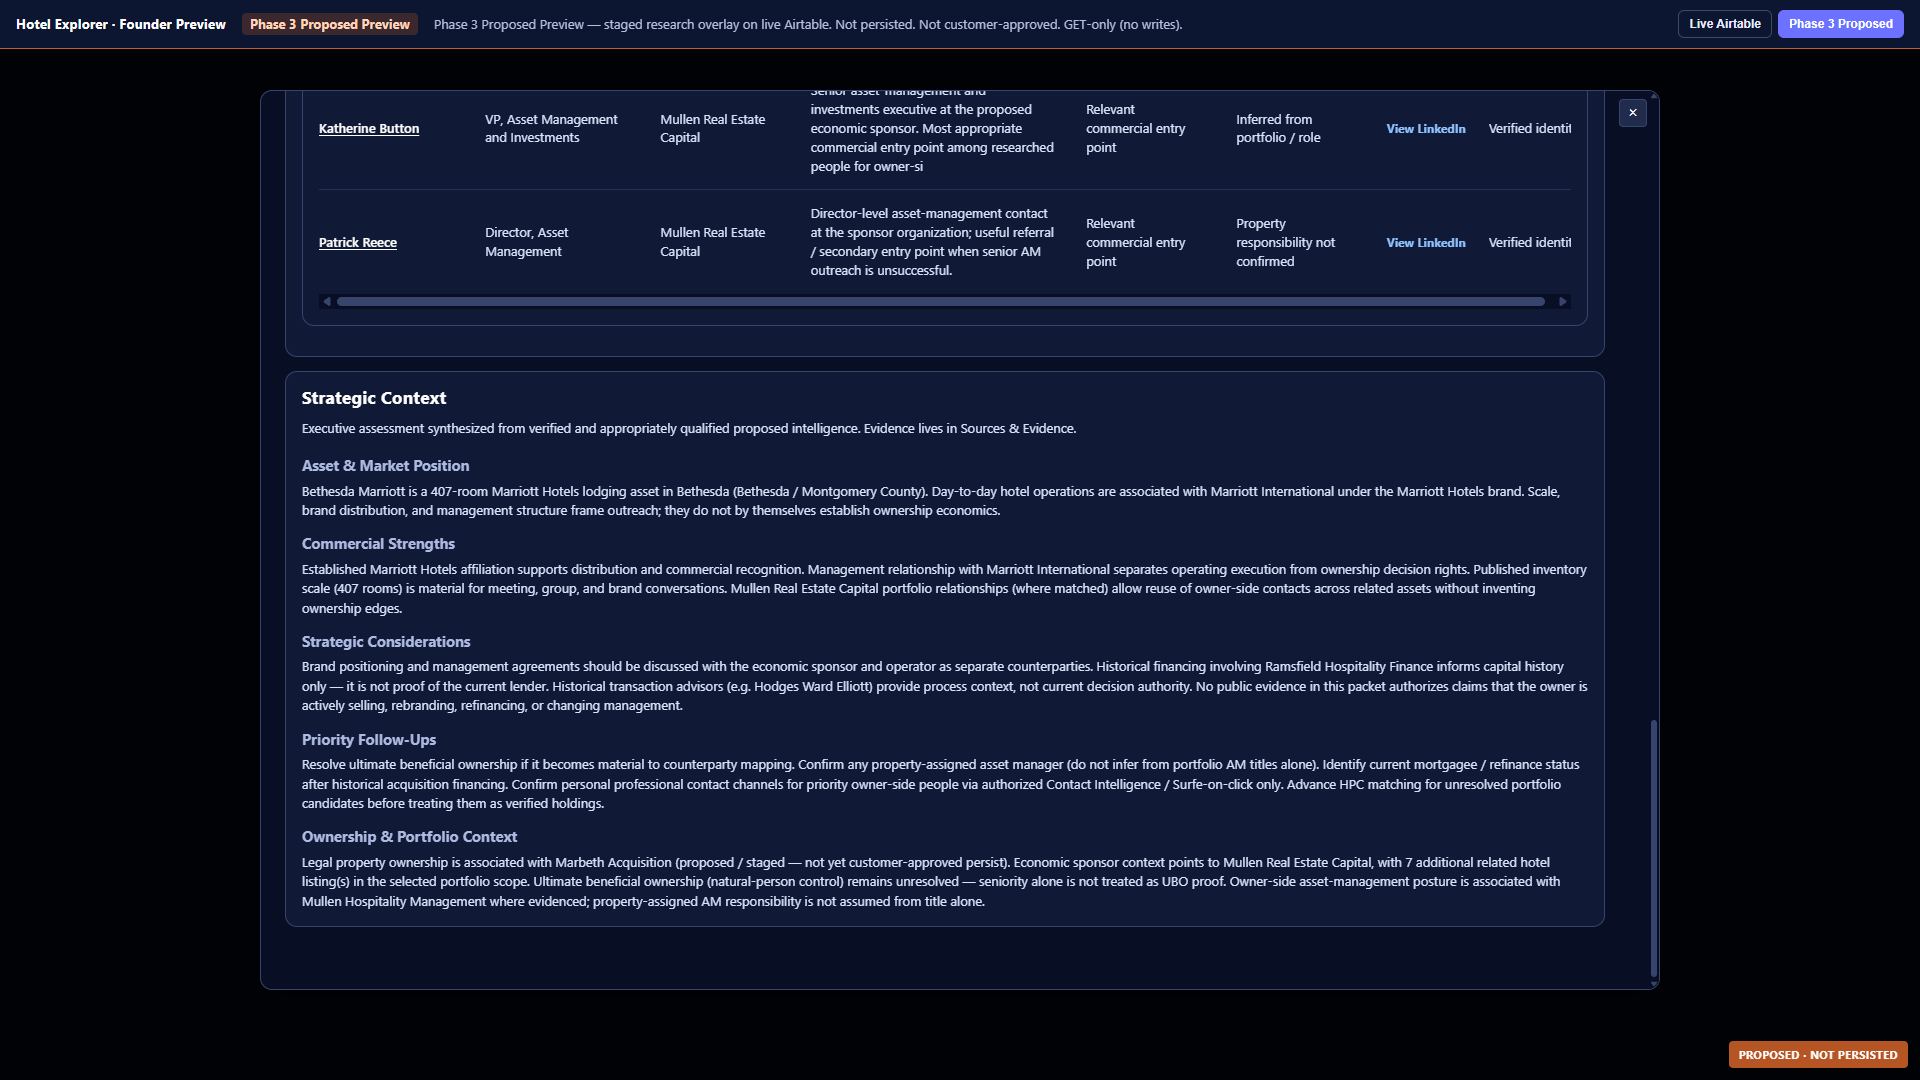 Hotel Explorer · Founder Preview
Phase 3 Proposed Preview
Phase 3 Proposed Preview — staged research overlay on live Airtable. Not persisted. Not customer-approved. GET-only (no writes).
Live Airtable
Phase 3 Proposed
×
Katherine Button
VP, Asset Management
and Investments
Mullen Real Estate
Capital
Senior asset-management and
investments executive at the proposed
economic sponsor. Most appropriate
commercial entry point among researched
people for owner-si
Relevant
commercial entry
point
Inferred from
portfolio / role
View LinkedIn
Verified identit
Patrick Reece
Director, Asset
Management
Mullen Real Estate
Capital
Director-level asset-management contact
at the sponsor organization; useful referral
/ secondary entry point when senior AM
outreach is unsuccessful.
Relevant
commercial entry
point
Property
responsibility not
confirmed
View LinkedIn
Verified identit
Strategic Context
Executive assessment synthesized from verified and appropriately qualified proposed intelligence. Evidence lives in Sources & Evidence.
Asset & Market Position
Bethesda Marriott is a 407-room Marriott Hotels lodging asset in Bethesda (Bethesda / Montgomery County). Day-to-day hotel operations are associated with Marriott International under the Marriott Hotels brand. Scale,
brand distribution, and management structure frame outreach; they do not by themselves establish ownership economics.
Commercial Strengths
Established Marriott Hotels affiliation supports distribution and commercial recognition. Management relationship with Marriott International separates operating execution from ownership decision rights. Published inventory
scale (407 rooms) is material for meeting, group, and brand conversations. Mullen Real Estate Capital portfolio relationships (where matched) allow reuse of owner-side contacts across related assets without inventing
ownership edges.
Strategic Considerations
Brand positioning and management agreements should be discussed with the economic sponsor and operator as separate counterparties. Historical financing involving Ramsfield Hospitality Finance informs capital history
only — it is not proof of the current lender. Historical transaction advisors (e.g. Hodges Ward Elliott) provide process context, not current decision authority. No public evidence in this packet authorizes claims that the owner is
actively selling, rebranding, refinancing, or changing management.
Priority Follow-Ups
Resolve ultimate beneficial ownership if it becomes material to counterparty mapping. Confirm any property-assigned asset manager (do not infer from portfolio AM titles alone). Identify current mortgagee / refinance status
after historical acquisition financing. Confirm personal professional contact channels for priority owner-side people via authorized Contact Intelligence / Surfe-on-click only. Advance HPC matching for unresolved portfolio
candidates before treating them as verified holdings.
Ownership & Portfolio Context
Legal property ownership is associated with Marbeth Acquisition (proposed / staged — not yet customer-approved persist). Economic sponsor context points to Mullen Real Estate Capital, with 7 additional related hotel
listing(s) in the selected portfolio scope. Ultimate beneficial ownership (natural-person control) remains unresolved — seniority alone is not treated as UBO proof. Owner-side asset-management posture is associated with
Mullen Hospitality Management where evidenced; property-assigned AM responsibility is not assumed from title alone.
PROPOSED · NOT PERSISTED